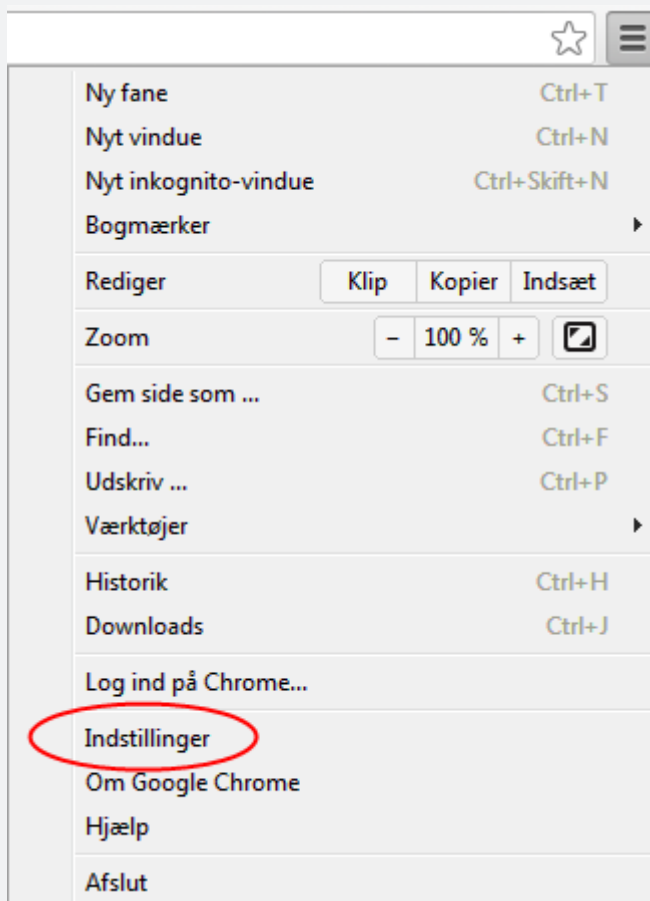 Ny fane Ctrl+T
Nyt vindue Ctrl+N
Nyt inkognito-vindue Ctrl+Skift+N
Bogmærker
Rediger Klip Kopier Indsæt
Zoom – 100 % +
Gem side som ... Ctrl+S
Find... Ctrl+F
Udskriv ... Ctrl+P
Værktøjer
Historik Ctrl+H
Downloads Ctrl+J
Log ind på Chrome...
Indstillinger
Om Google Chrome
Hjælp
Afslut